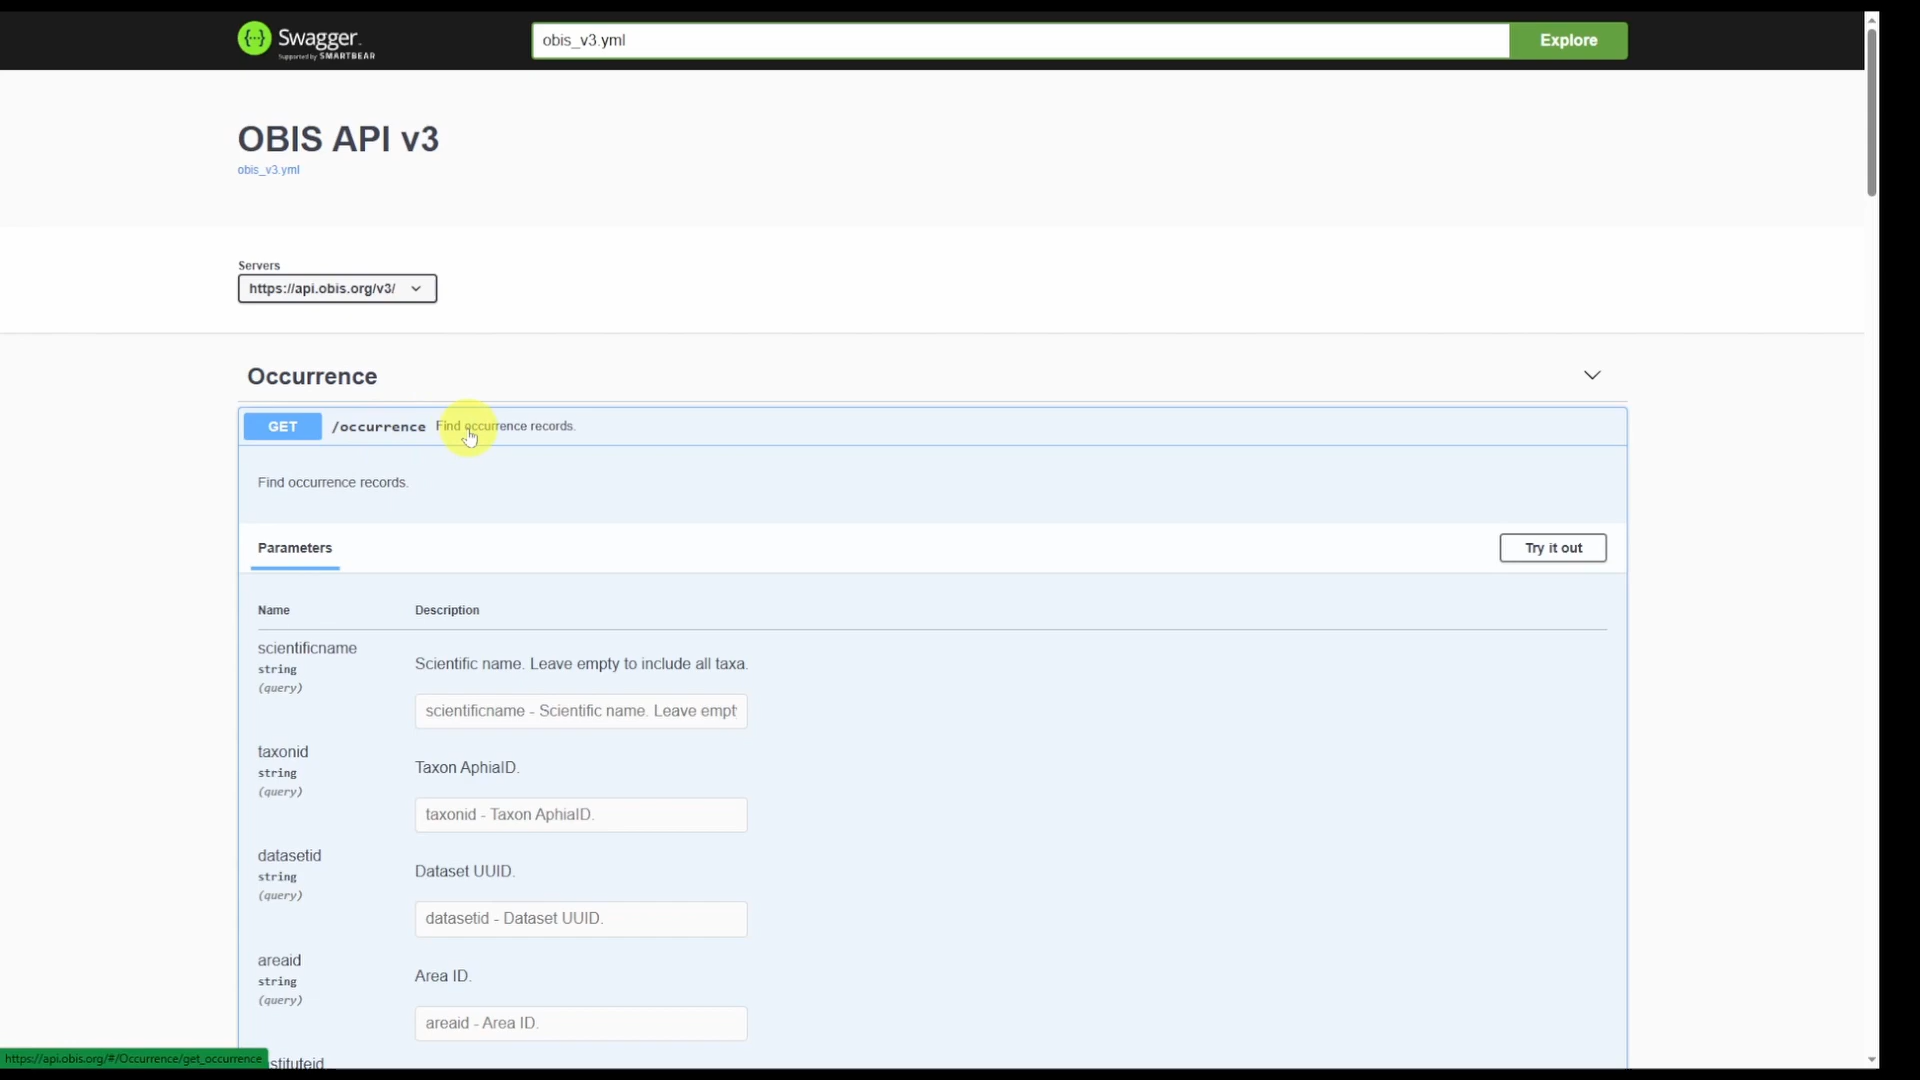 Swagger.
Supported by SMARTBEAR
obis_v3.yml
Explore
OBIS API v3
obis_v3.yml
Servers
https://api.obis.org/v3/
Occurrence
GET /occurrence Find occurrence records.
Find occurrence records.
Parameters
Try it out
Name Description
scientificname
string
(query)
Scientific name. Leave empty to include all taxa.
scientificname - Scientific name. Leave empt
taxonid
string
(query)
Taxon AphiaID.
taxonid - Taxon AphiaID.
datasetid
string
(query)
Dataset UUID.
datasetid - Dataset UUID.
areaid
string
(query)
Area ID.
areaid - Area ID.
stituteid
https://api.obis.org/#/Occurrence/get_occurrence